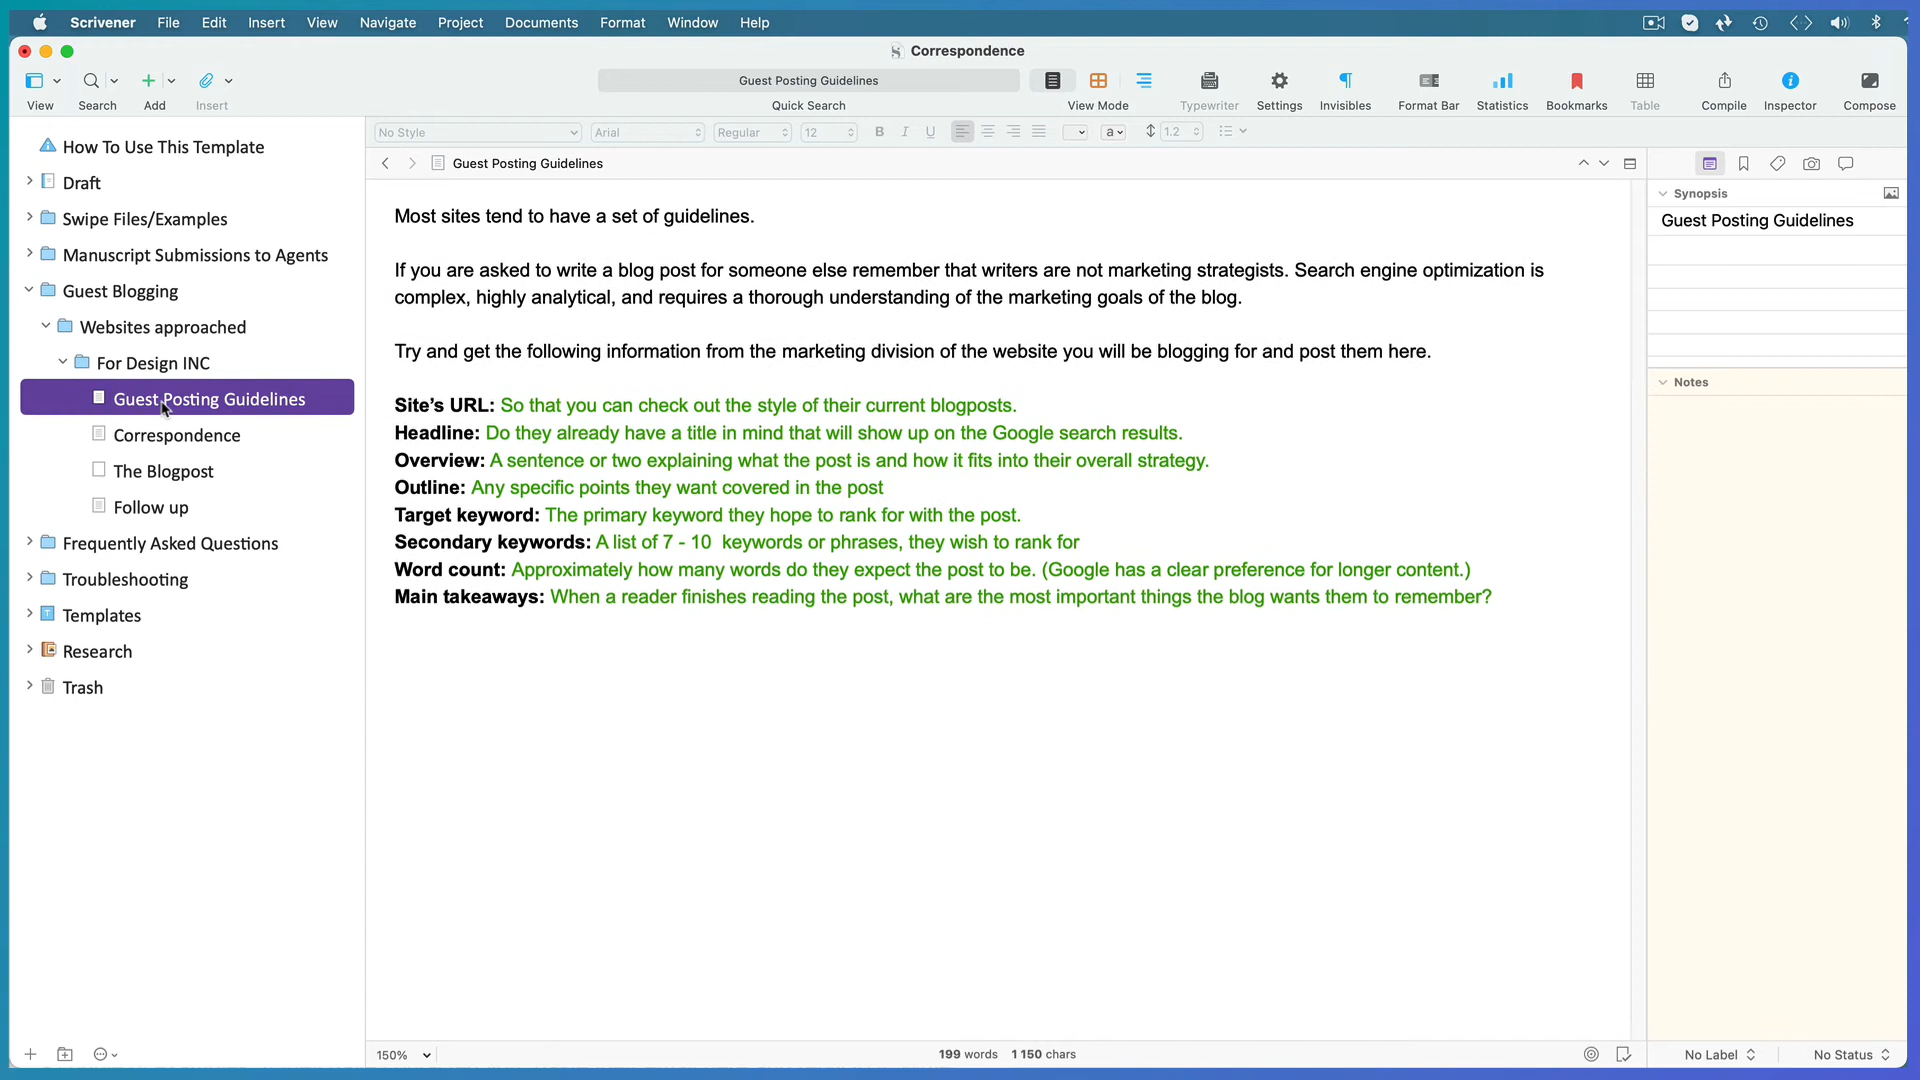 Scrivener File Edit Insert View Navigate Project Documents Format Window Help
Correspondence
Guest Posting Guidelines
View Search Add Insert Quick Search View Mode Typewriter Settings Invisibles Format Bar Statistics Bookmarks Table Compile Inspector Compose
No Style Arial Regular 12 B I U a 1.2
Guest Posting Guidelines
How To Use This Template
Draft
Swipe Files/Examples
Manuscript Submissions to Agents
Guest Blogging
Websites approached
For Design INC
Guest Posting Guidelines
Correspondence
The Blogpost
Follow up
Frequently Asked Questions
Troubleshooting
Templates
Research
Trash
Most sites tend to have a set of guidelines.
If you are asked to write a blog post for someone else remember that writers are not marketing strategists. Search engine optimization is
complex, highly analytical, and requires a thorough understanding of the marketing goals of the blog.
Try and get the following information from the marketing division of the website you will be blogging for and post them here.
Site’s URL: So that you can check out the style of their current blogposts.
Headline: Do they already have a title in mind that will show up on the Google search results.
Overview: A sentence or two explaining what the post is and how it fits into their overall strategy.
Outline: Any specific points they want covered in the post
Target keyword: The primary keyword they hope to rank for with the post.
Secondary keywords: A list of 7 - 10  keywords or phrases, they wish to rank for
Word count: Approximately how many words do they expect the post to be. (Google has a clear preference for longer content.)
Main takeaways: When a reader finishes reading the post, what are the most important things the blog wants them to remember?
Synopsis
Guest Posting Guidelines
Notes
150% 199 words 1 150 chars No Label No Status